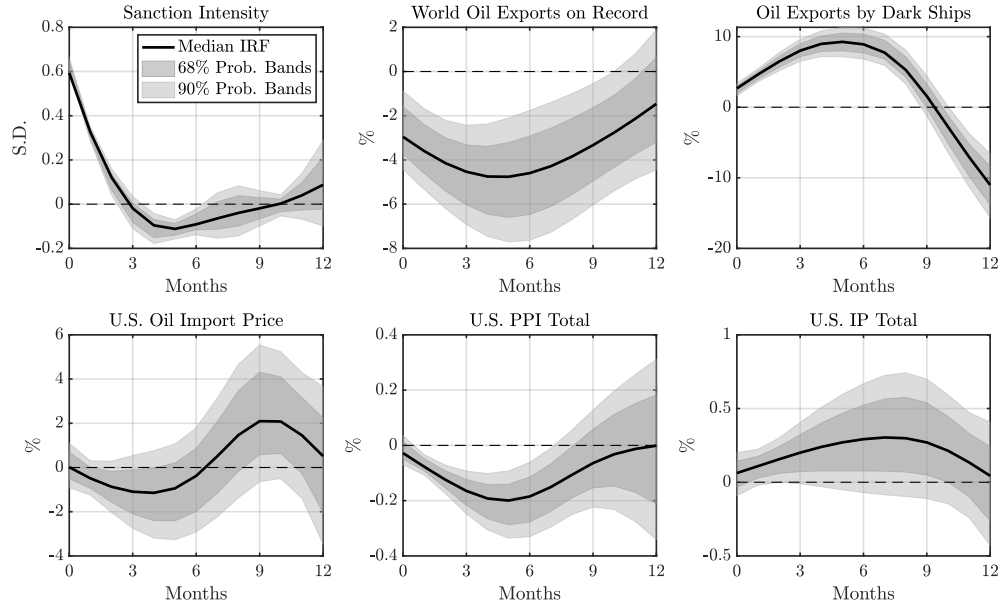 Sanction Intensity
0.8
0.6
0.4
0.2
0
-0.2
S.D.
Median IRF
68% Prob. Bands
90% Prob. Bands
0 3 6 9 12
Months
World Oil Exports on Record
2
0
-2
-4
-6
-8
%
0 3 6 9 12
Months
Oil Exports by Dark Ships
10
0
-10
-20
%
0 3 6 9 12
Months
U.S. Oil Import Price
6
4
2
0
-2
-4
%
0 3 6 9 12
Months
U.S. PPI Total
0.4
0.2
0
-0.2
-0.4
%
0 3 6 9 12
Months
U.S. IP Total
1
0.5
0
-0.5
%
0 3 6 9 12
Months